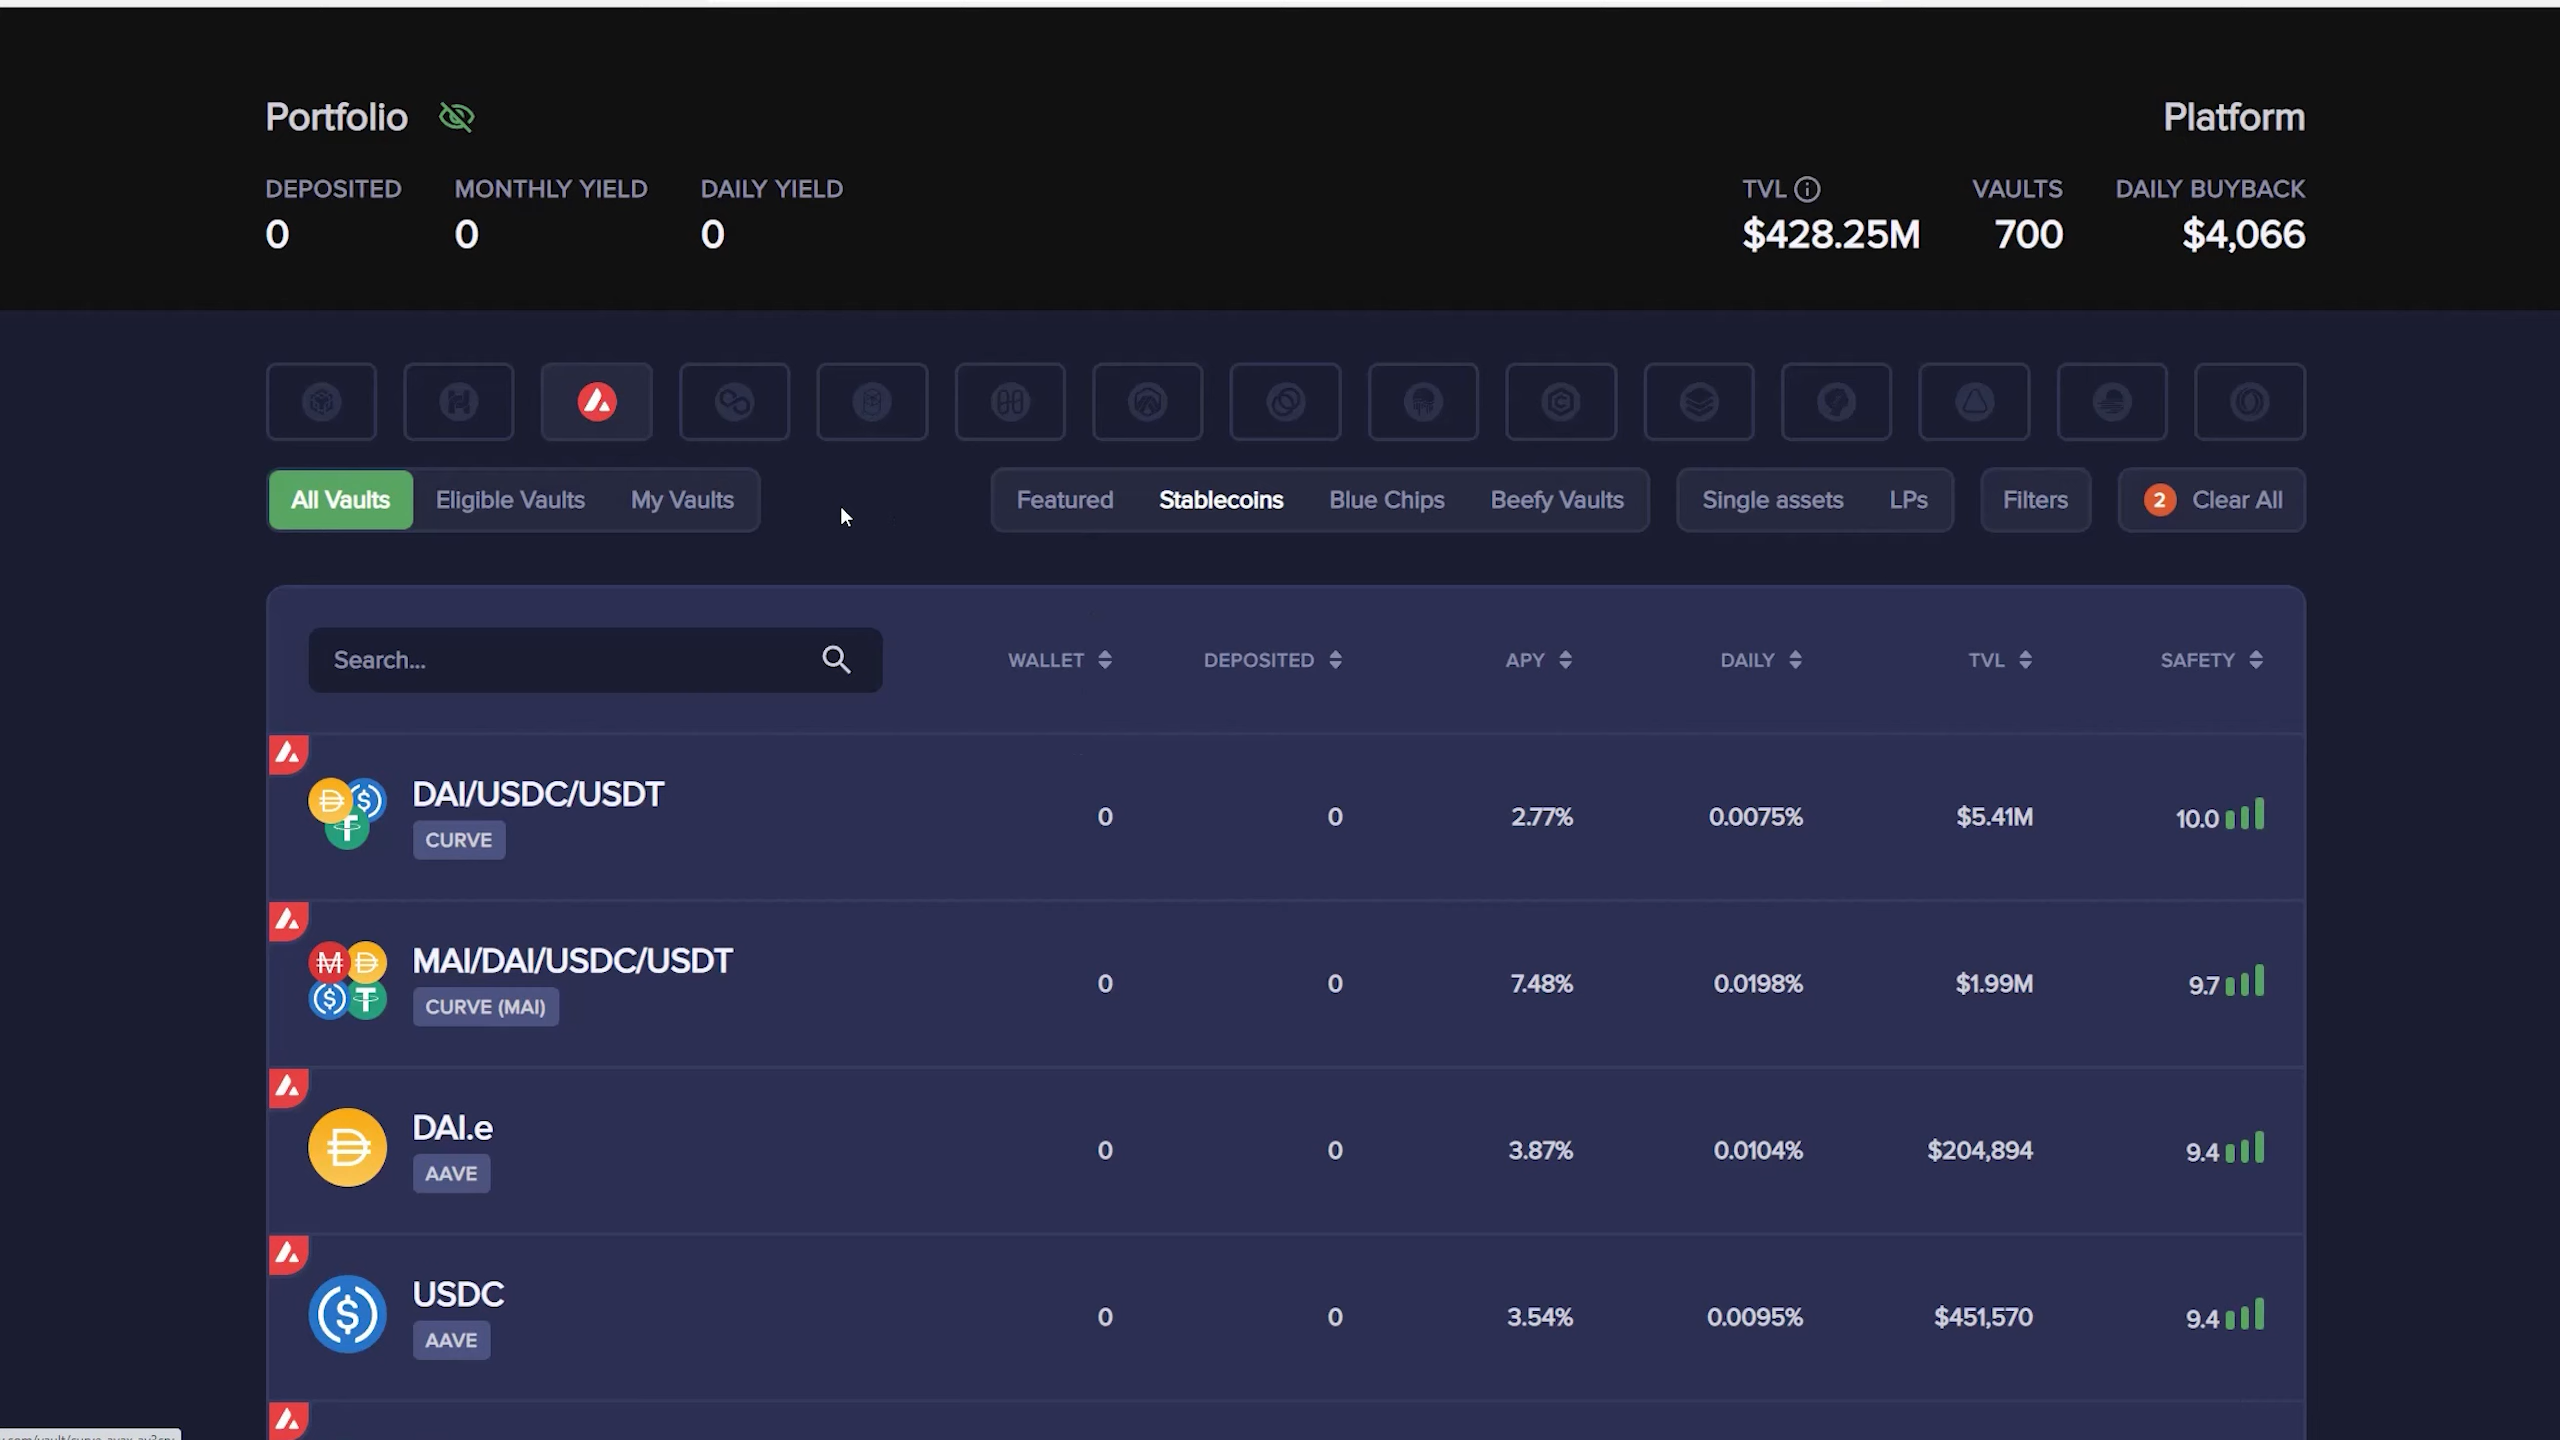 Portfolio
Platform
DEPOSITED MONTHLY YIELD DAILY YIELD
0 0 0
TVL VAULTS DAILY BUYBACK
$428.25M 700 $4,066
All Vaults Eligible Vaults My Vaults
Featured Stablecoins Blue Chips Beefy Vaults
Single assets LPs
Filters
2 Clear All
Search...
WALLET DEPOSITED APY DAILY TVL SAFETY
DAI/USDC/USDT
CURVE
0 0 2.77% 0.0075% $5.41M 10.0
MAI/DAI/USDC/USDT
CURVE (MAI)
0 0 7.48% 0.0198% $1.99M 9.7
DAI.e
AAVE
0 0 3.87% 0.0104% $204,894 9.4
USDC
AAVE
0 0 3.54% 0.0095% $451,570 9.4